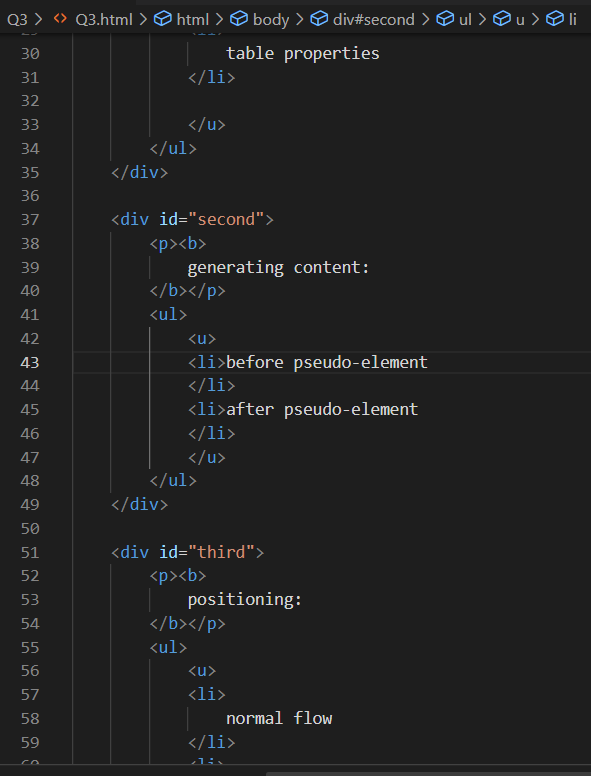 Q3 > <> Q3.html > html > body > div#second > ul > u > li
30 table properties
31 </li>
32
33 </u>
34 </ul>
35 </div>
36
37 <div id="second">
38 <p><b>
39 generating content:
40 </b></p>
41 <ul>
42 <u>
43 <li>before pseudo-element
44 </li>
45 <li>after pseudo-element
46 </li>
47 </u>
48 </ul>
49 </div>
50
51 <div id="third">
52 <p><b>
53 positioning:
54 </b></p>
55 <ul>
56 <u>
57 <li>
58 normal flow
59 </li>
60 <li>